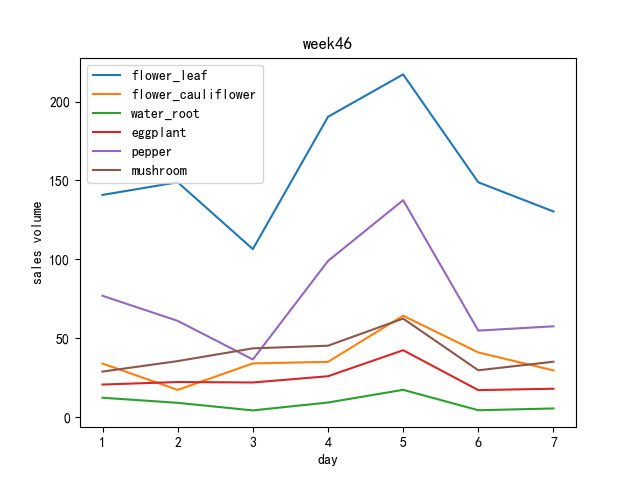 week46
flower_leaf
flower_cauliflower
water_root
eggplant
pepper
mushroom
sales volume
200
150
100
50
0
1 2 3 4 5 6 7
day